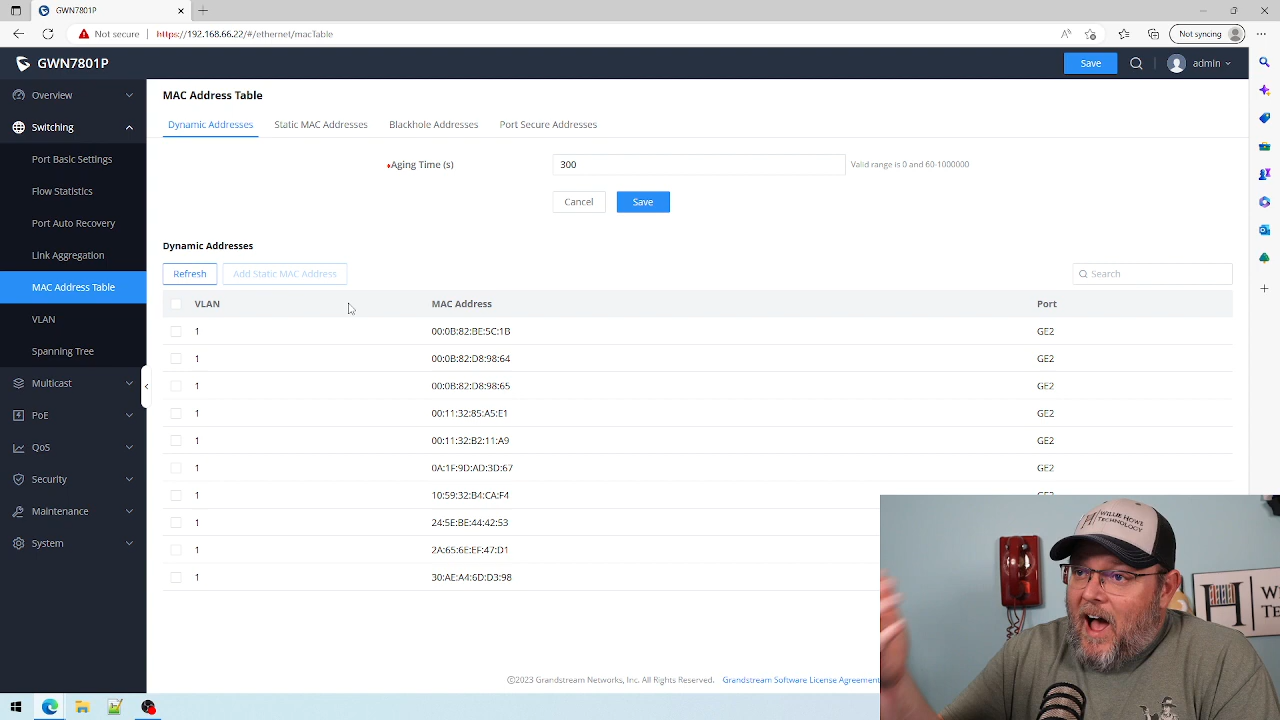 GWN7801P
Not secure https://192.168.66.22/#/ethernet/macTable Not syncing
GWN7801P Save admin
Overview
Switching
Port Basic Settings
Flow Statistics
Port Auto Recovery
Link Aggregation
MAC Address Table
VLAN
Spanning Tree
Multicast
PoE
QoS
Security
Maintenance
System
MAC Address Table
Dynamic Addresses Static MAC Addresses Blackhole Addresses Port Secure Addresses
*Aging Time (s) 300 Valid range is 0 and 60-1000000
Cancel Save
Dynamic Addresses
Refresh Add Static MAC Address Search
VLAN MAC Address Port
1 00:0B:82:BE:5C:1B GE2
1 00:0B:82:D8:98:64 GE2
1 00:0B:82:D8:98:65 GE2
1 00:11:32:85:A5:E1 GE2
1 00:11:32:B2:11:A9 GE2
1 0A:1F:9D:AD:3D:67 GE2
1 10:59:32:B4:CA:F4 GE2
1 24:5E:BE:44:42:53
1 2A:65:6E:EF:47:D1
1 30:AE:A4:6D:D3:98
©2023 Grandstream Networks, Inc. All Rights Reserved. Grandstream Software License Agreement
WILLIE HOWE
TECHNOLOGY